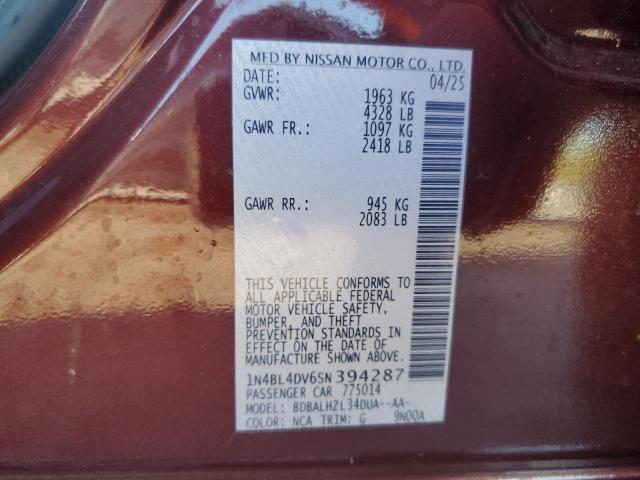 MFD BY NISSAN MOTOR CO., LTD.
DATE: 04/25
GVWR: 1963 KG
4328 LB
GAWR FR.: 1097 KG
2418 LB
GAWR RR.: 945 KG
2083 LB
THIS VEHICLE CONFORMS TO
ALL APPLICABLE FEDERAL
MOTOR VEHICLE SAFETY,
BUMPER, AND THEFT
PREVENTION STANDARDS IN
EFFECT ON THE DATE OF
MANUFACTURE SHOWN ABOVE.
1N4BL4DV6SN394287
PASSENGER CAR 775014
MODEL: BDBALHZL34DUA--AA-
COLOR: NCA TRIM: G 9N00A